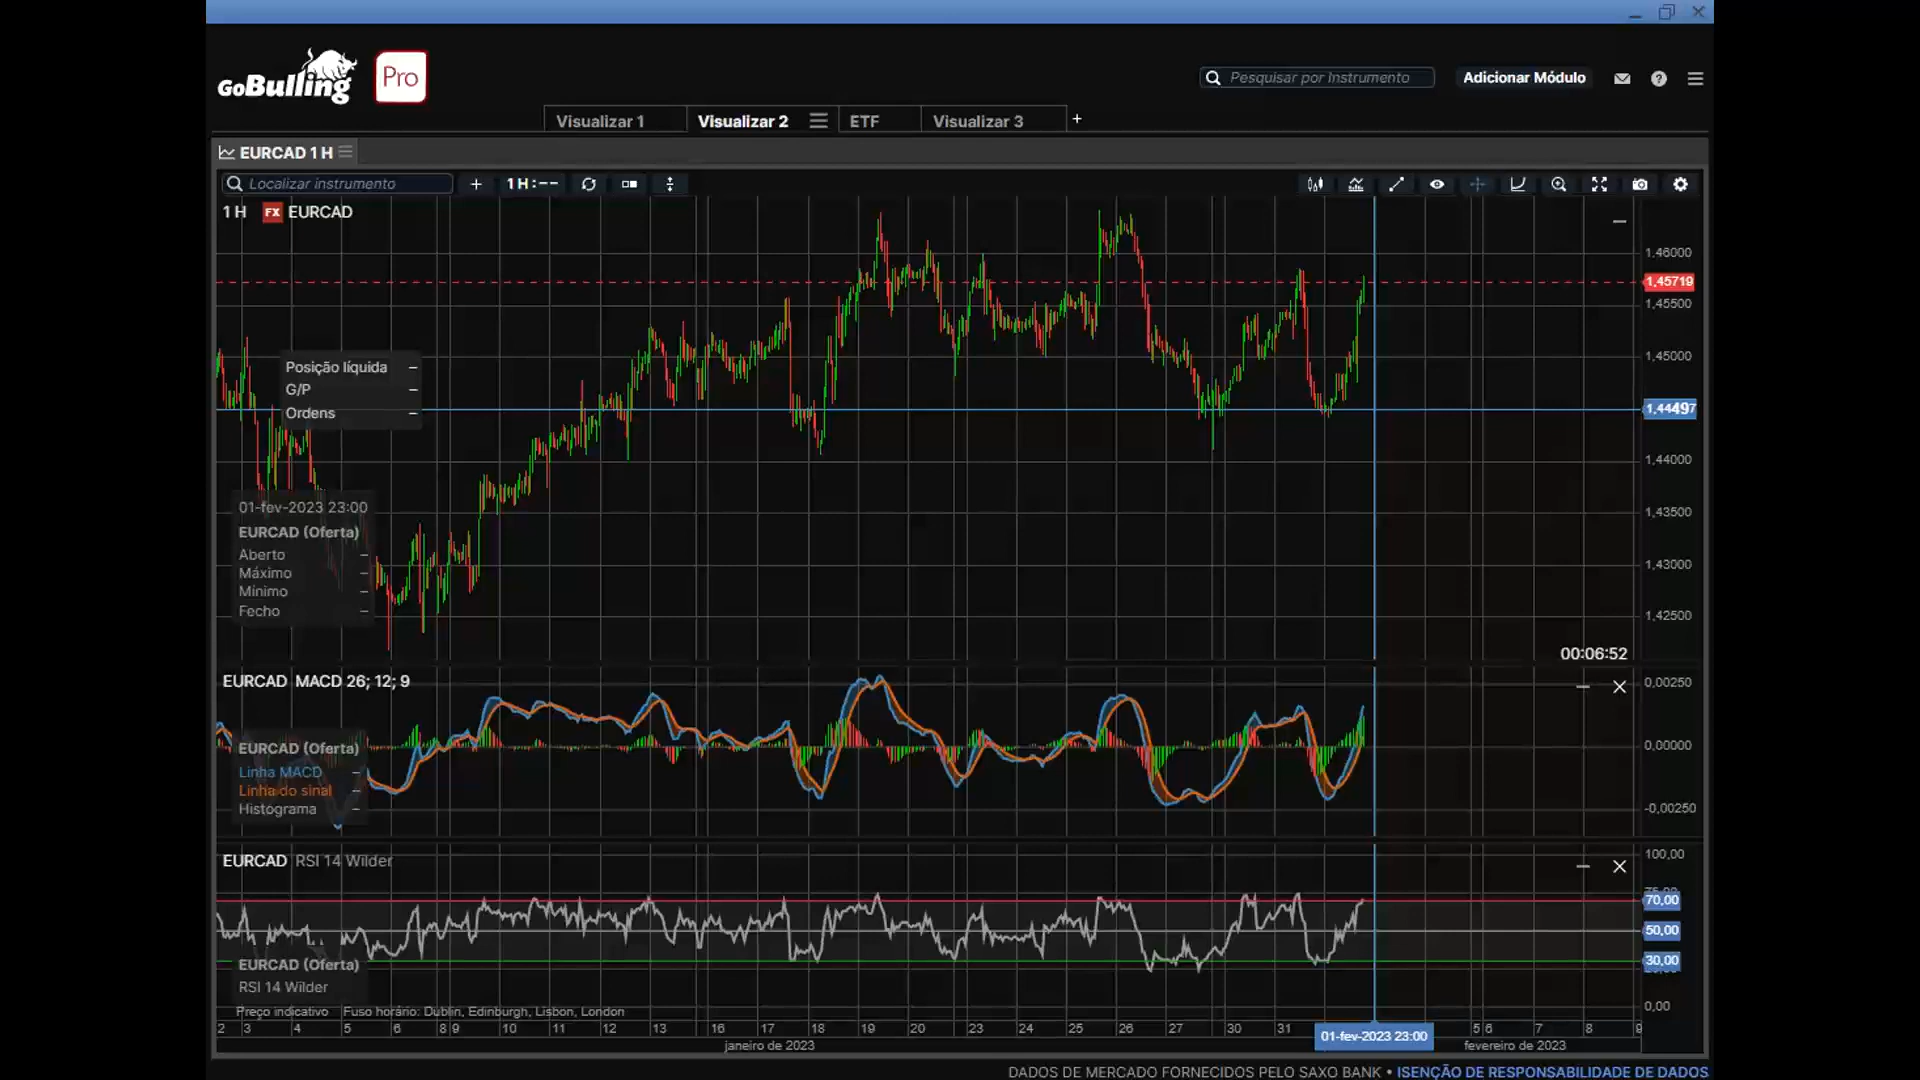 GoBulling Pro
Pesquisar por Instrumento
Adicionar Módulo
Visualizar 1
Visualizar 2
ETF
Visualizar 3
+
EURCAD 1 H
Localizar instrumento
+
1 H : --
1 H FX EURCAD
1,46000
1,45719
1,45500
1,45000
1,44497
1,44000
1,43500
1,43000
1,42500
Posição líquida –
G/P –
Ordens –
01-fev-2023 23:00
EURCAD (Oferta)
Aberto –
Máximo –
Mínimo –
Fecho –
00:06:52
EURCAD MACD 26; 12; 9
0,00250
0,00000
-0,00250
EURCAD (Oferta)
Linha MACD –
Linha do sinal –
Histograma –
EURCAD RSI 14 Wilder
100,00
70,00
50,00
30,00
0,00
EURCAD (Oferta)
RSI 14 Wilder
Preço indicativo Fuso horário: Dublin, Edinburgh, Lisbon, London
2 3 4 5 6 8 9 10 11 12 13 16 17 18 19 20 23 24 25 26 27 30 31 01-fev-2023 23:00 5 6 7 8 9
janeiro de 2023 fevereiro de 2023
DADOS DE MERCADO FORNECIDOS PELO SAXO BANK • ISENÇÃO DE RESPONSABILIDADE DE DADOS